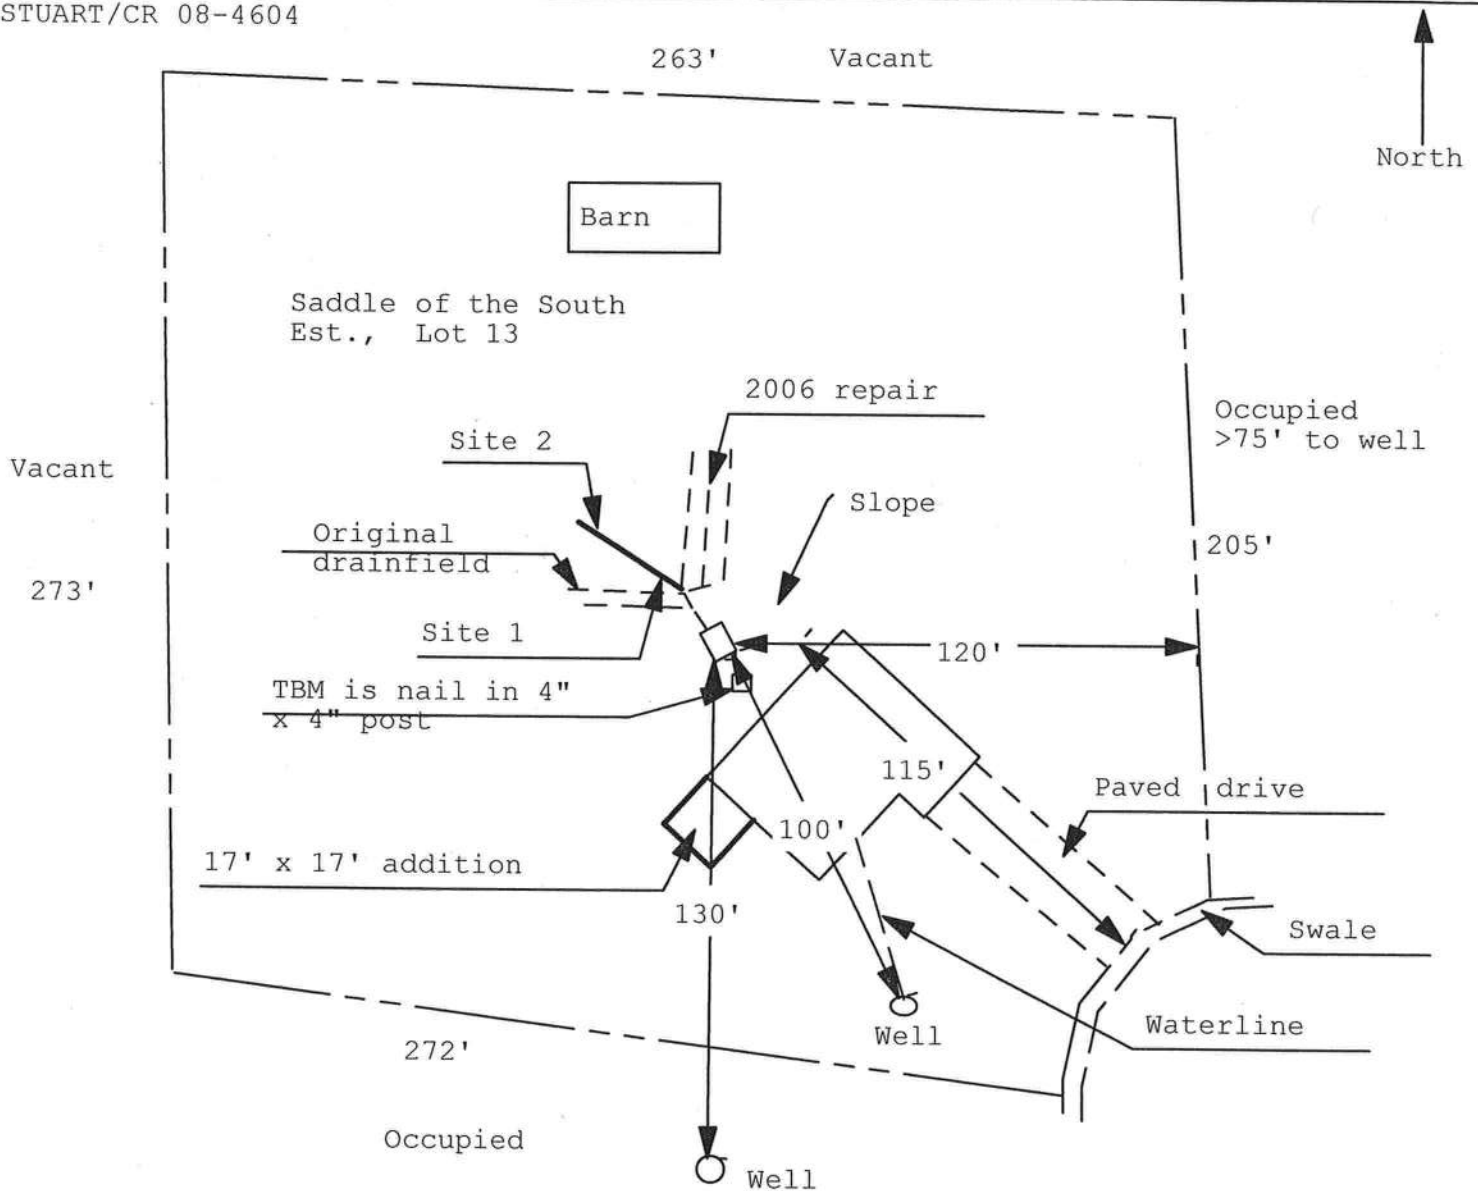 STUART/CR 08-4604
263' Vacant
North
Barn
Saddle of the South
Est., Lot 13
2006 repair
Occupied
>75' to well
Site 2
Vacant
Slope
Original
drainfield
205'
273'
Site 1
120'
TBM is nail in 4"
x 4" post
115'
Paved drive
100'
17' x 17' addition
130'
Swale
Well
Waterline
272'
Occupied
Well